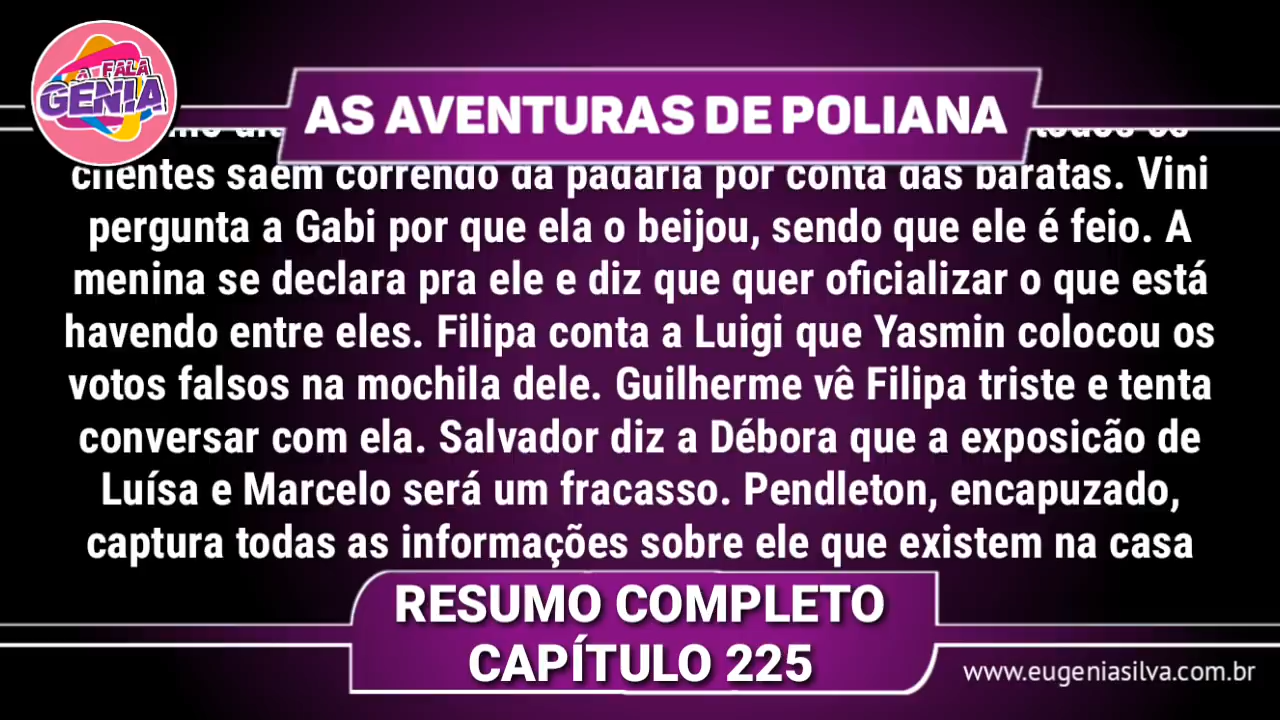 A FALA
GENIA
AS AVENTURAS DE POLIANA
todos os
clientes saem correndo da padaria por conta das baratas. Vini
pergunta a Gabi por que ela o beijou, sendo que ele é feio. A
menina se declara pra ele e diz que quer oficializar o que está
havendo entre eles. Filipa conta a Luigi que Yasmin colocou os
votos falsos na mochila dele. Guilherme vê Filipa triste e tenta
conversar com ela. Salvador diz a Débora que a exposicão de
Luísa e Marcelo será um fracasso. Pendleton, encapuzado,
captura todas as informações sobre ele que existem na casa
RESUMO COMPLETO
CAPÍTULO 225
www.eugeniasilva.com.br